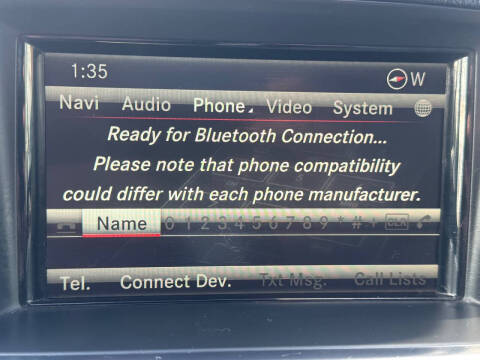 1:35 W
Navi Audio Phone Video System
Ready for Bluetooth Connection...
Please note that phone compatibility
could differ with each phone manufacturer.
Name 0 1 2 3 4 5 6 7 8 9 * # + CLR
Tel. Connect Dev. Txt Msg. Call Lists